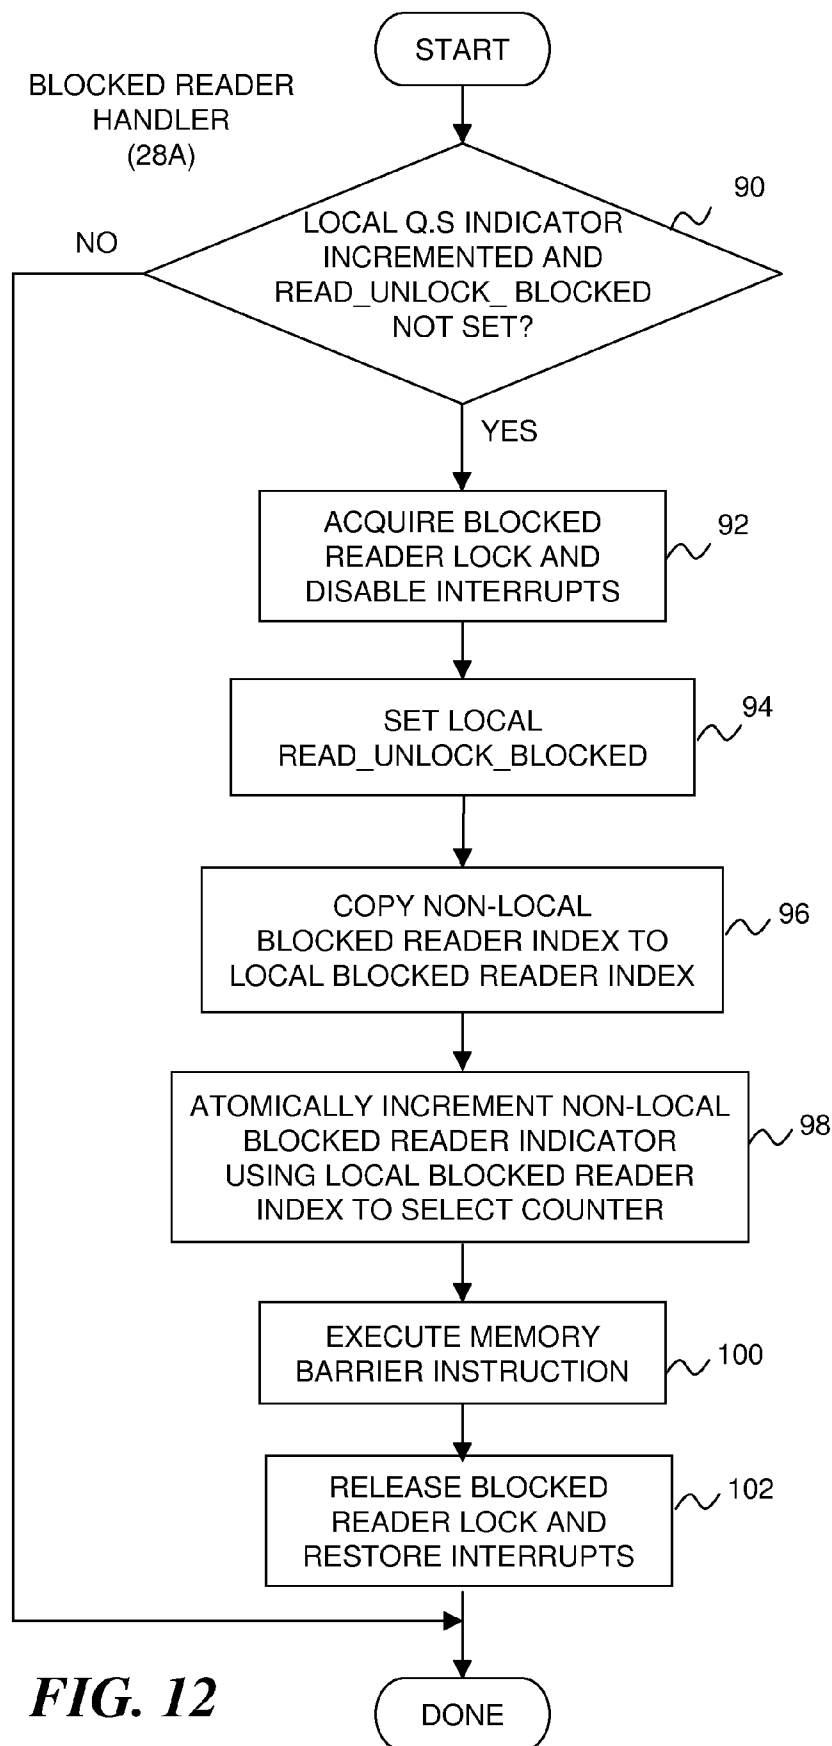 START
BLOCKED READER
HANDLER
(28A)
90
LOCAL Q.S INDICATOR
INCREMENTED AND
READ_UNLOCK_ BLOCKED
NOT SET?
NO
YES
ACQUIRE BLOCKED
READER LOCK AND
DISABLE INTERRUPTS
92
SET LOCAL
READ_UNLOCK_BLOCKED
94
COPY NON-LOCAL
BLOCKED READER INDEX TO
LOCAL BLOCKED READER INDEX
96
ATOMICALLY INCREMENT NON-LOCAL
BLOCKED READER INDICATOR
USING LOCAL BLOCKED READER
INDEX TO SELECT COUNTER
98
EXECUTE MEMORY
BARRIER INSTRUCTION
100
RELEASE BLOCKED
READER LOCK AND
RESTORE INTERRUPTS
102
DONE
FIG. 12